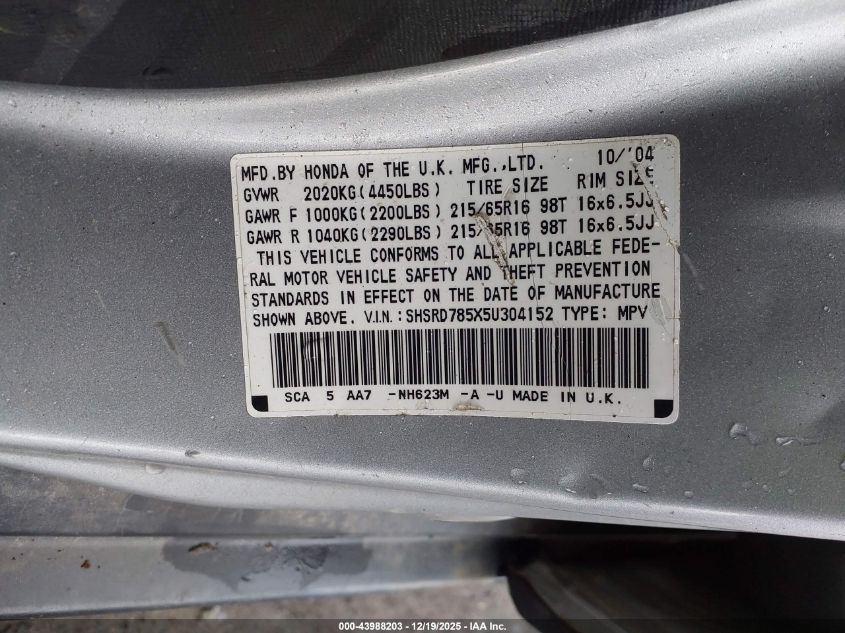 MFD.BY HONDA OF THE U.K. MFG.,LTD. 10/'04
GVWR 2020KG(4450LBS) TIRE SIZE RIM SIZE
GAWR F 1000KG(2200LBS) 215/65R16 98T 16x6.5JJ
GAWR R 1040KG(2290LBS) 215/65R16 98T 16x6.5JJ
THIS VEHICLE CONFORMS TO ALL APPLICABLE FEDE-
RAL MOTOR VEHICLE SAFETY AND THEFT PREVENTION
STANDARDS IN EFFECT ON THE DATE OF MANUFACTURE
SHOWN ABOVE. V.I.N.: SHSRD785X5U304152 TYPE: MPV
SCA 5 AA7 -NH623M -A -U MADE IN U.K.
000-43988203 - 12/19/2025 - IAA Inc.